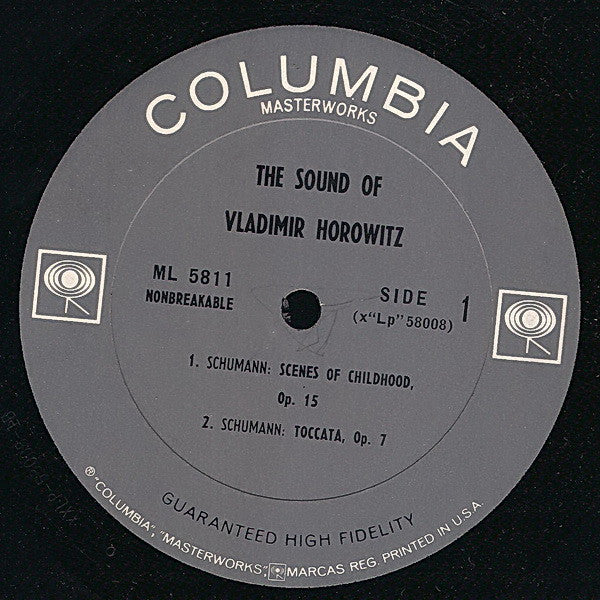 COLUMBIA
MASTERWORKS
THE SOUND OF
VLADIMIR HOROWITZ
ML 5811
NONBREAKABLE
SIDE 1
(x"Lp" 58008)
1. SCHUMANN: SCENES OF CHILDHOOD,
Op. 15
2. SCHUMANN: TOCCATA, Op. 7
GUARANTEED HIGH FIDELITY
® "COLUMBIA", "MASTERWORKS", MARCAS REG. PRINTED IN U.S.A.